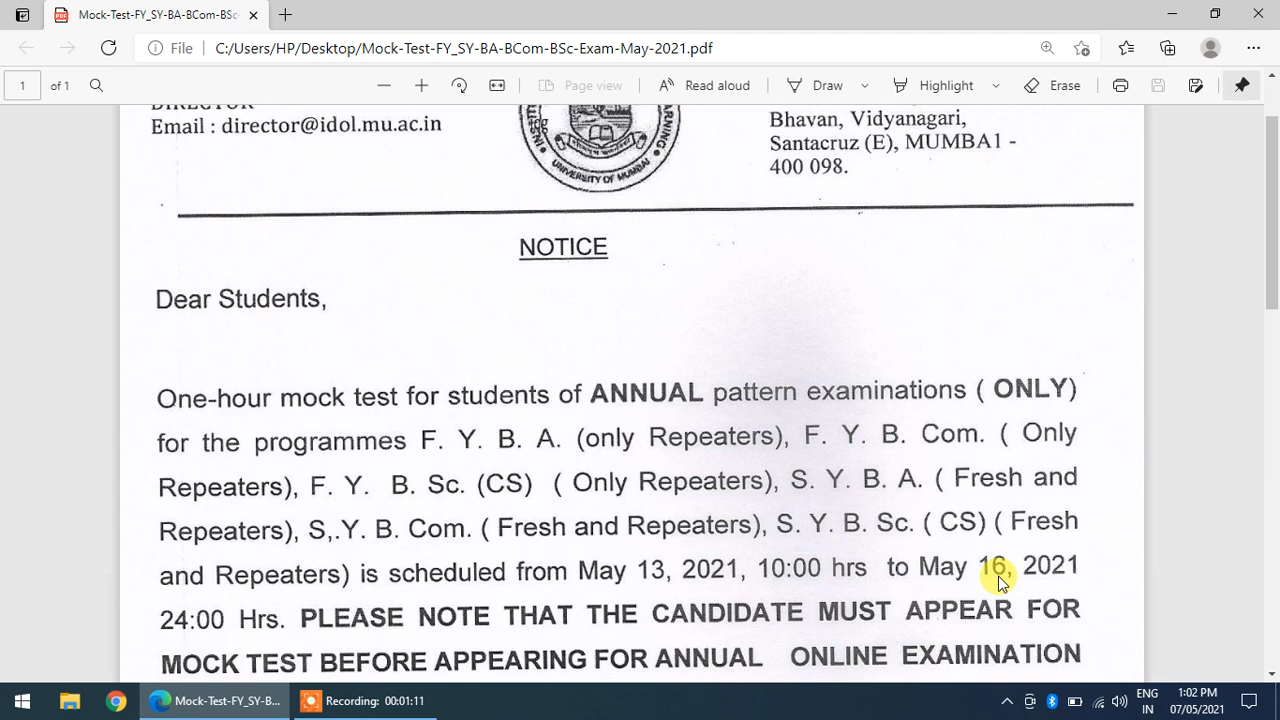 Mock-Test-FY_SY-BA-BCom-BSc-
File C:/Users/HP/Desktop/Mock-Test-FY_SY-BA-BCom-BSc-Exam-May-2021.pdf
1 of 1 Page view Read aloud Draw Highlight Erase
DIRECTOR
Email : director@idol.mu.ac.in
UNIVERSITY OF MUMBAI
Bhavan, Vidyanagari,
Santacruz (E), MUMBA1 -
400 098.
NOTICE
Dear Students,
One-hour mock test for students of ANNUAL pattern examinations ( ONLY)
for the programmes F. Y. B. A. (only Repeaters), F. Y. B. Com. ( Only
Repeaters), F. Y. B. Sc. (CS) ( Only Repeaters), S. Y. B. A. ( Fresh and
Repeaters), S,.Y. B. Com. ( Fresh and Repeaters), S. Y. B. Sc. ( CS) ( Fresh
and Repeaters) is scheduled from May 13, 2021, 10:00 hrs to May 16, 2021
24:00 Hrs. PLEASE NOTE THAT THE CANDIDATE MUST APPEAR FOR
MOCK TEST BEFORE APPEARING FOR ANNUAL ONLINE EXAMINATION
Mock-Test-FY_SY-B... Recording: 00:01:11
ENG
IN
1:02 PM
07/05/2021